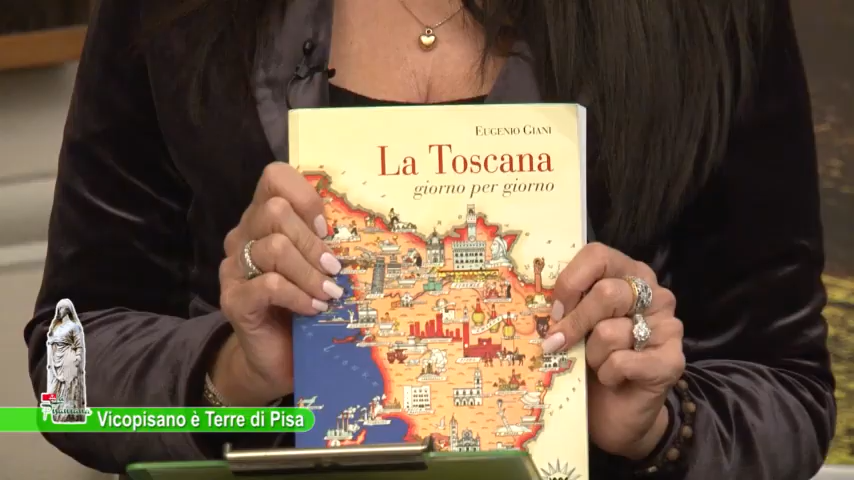 EUGENIO GIANI
LA TOSCANA
giorno per giorno
Vicopisano è Terre di Pisa